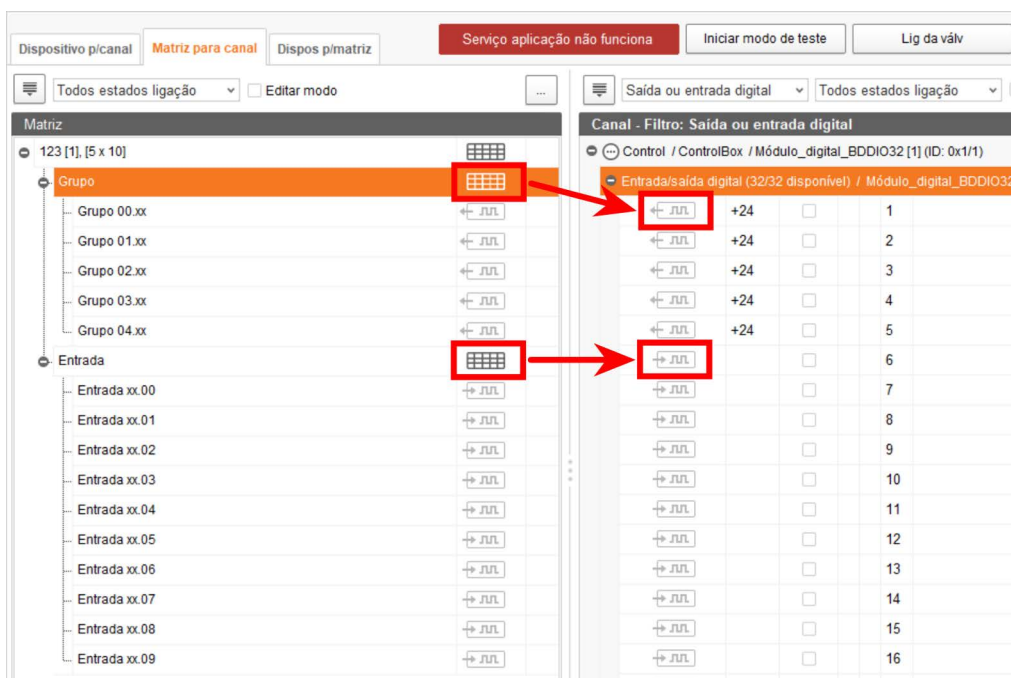 Dispositivo p/canal Matriz para canal Dispos p/matriz Serviço aplicação não funciona Iniciar modo de teste Lig da válv
Todos estados ligação Editar modo ... Saída ou entrada digital Todos estados ligação
Matriz Canal - Filtro: Saída ou entrada digital
123 [1], [5 x 10] Control / ControlBox / Módulo_digital_BDDIO32 [1] (ID: 0x1/1)
Grupo Entrada/saída digital (32/32 disponível) / Módulo_digital_BDDIO32
Grupo 00.xx +24 1
Grupo 01.xx +24 2
Grupo 02.xx +24 3
Grupo 03.xx +24 4
Grupo 04.xx +24 5
Entrada 6
Entrada xx.00 7
Entrada xx.01 8
Entrada xx.02 9
Entrada xx.03 10
Entrada xx.04 11
Entrada xx.05 12
Entrada xx.06 13
Entrada xx.07 14
Entrada xx.08 15
Entrada xx.09 16